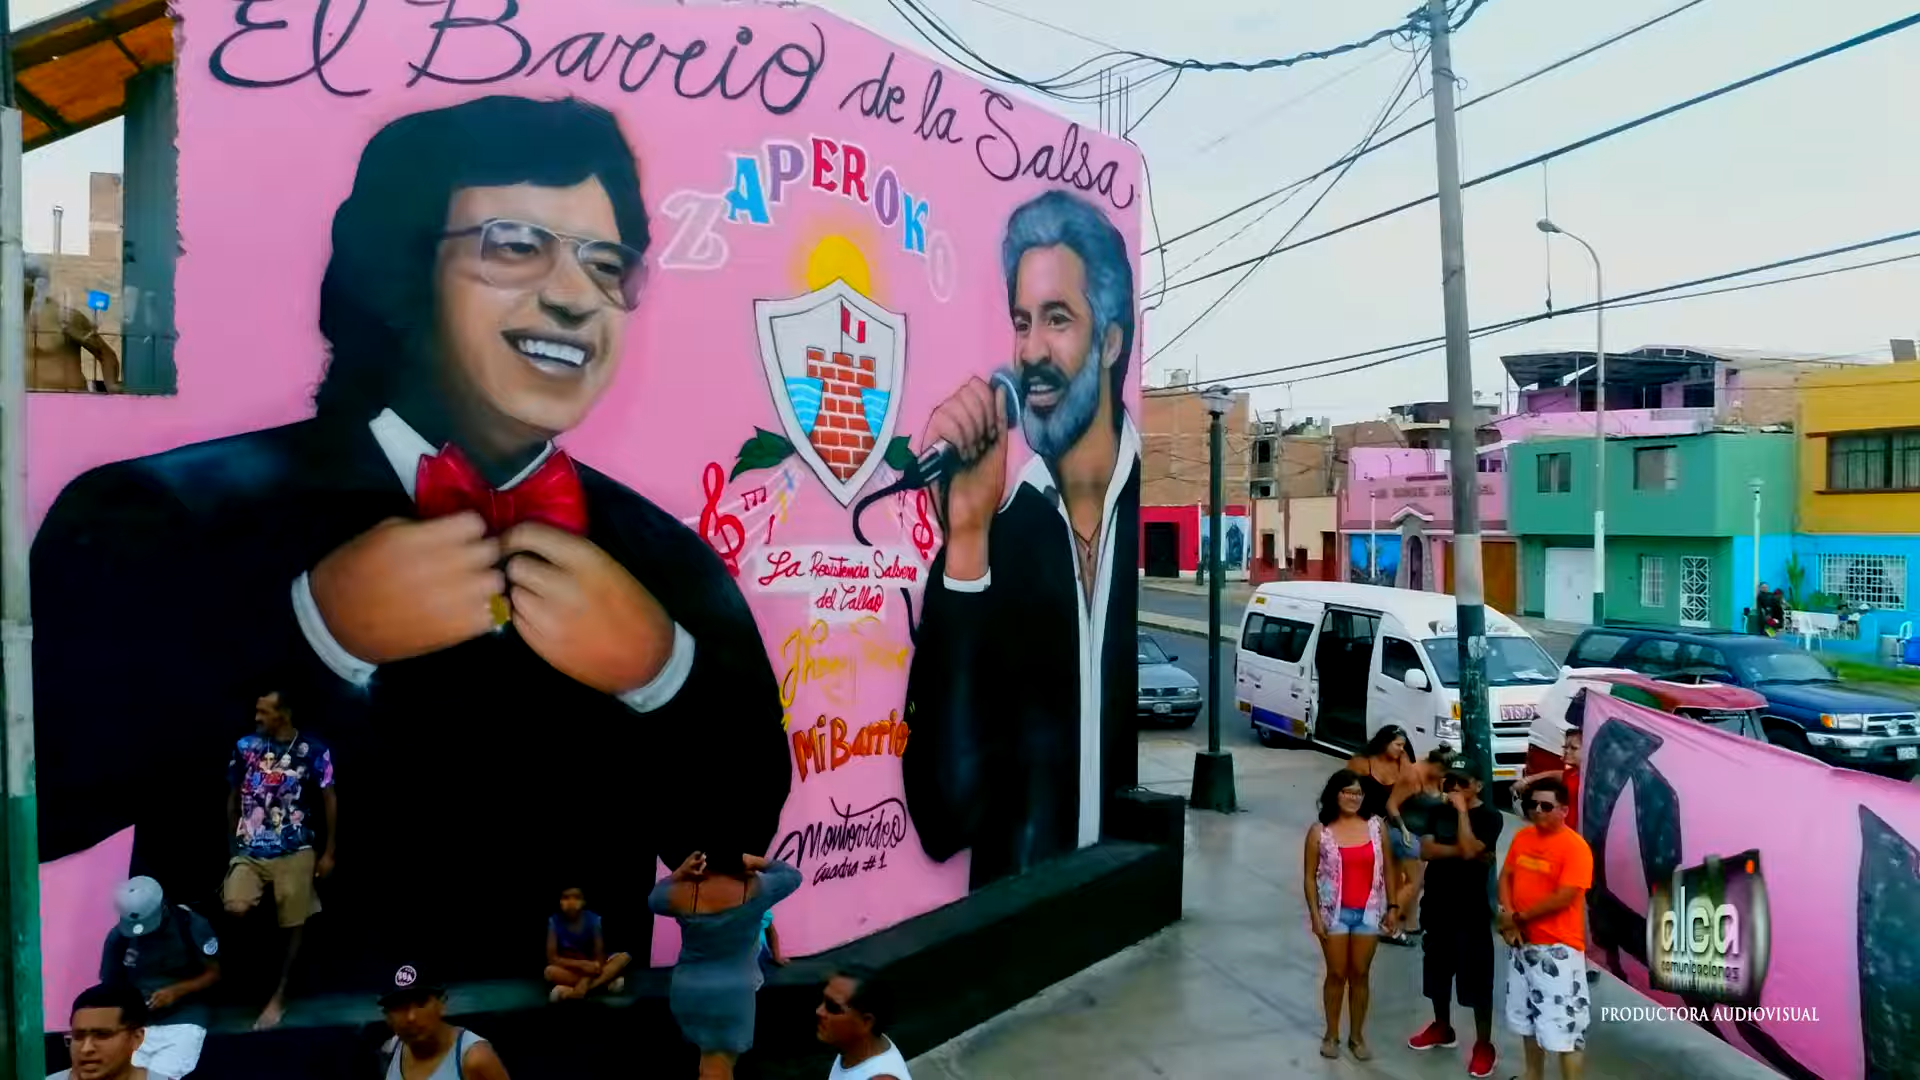 El Barrio de la Salsa
ZAPEROKO
La Resistencia Salsera
del Callao
"Mi Barrio"
Montevideo
Cuadra #1
alca
comunicaciones
PRODUCTORA AUDIOVISUAL